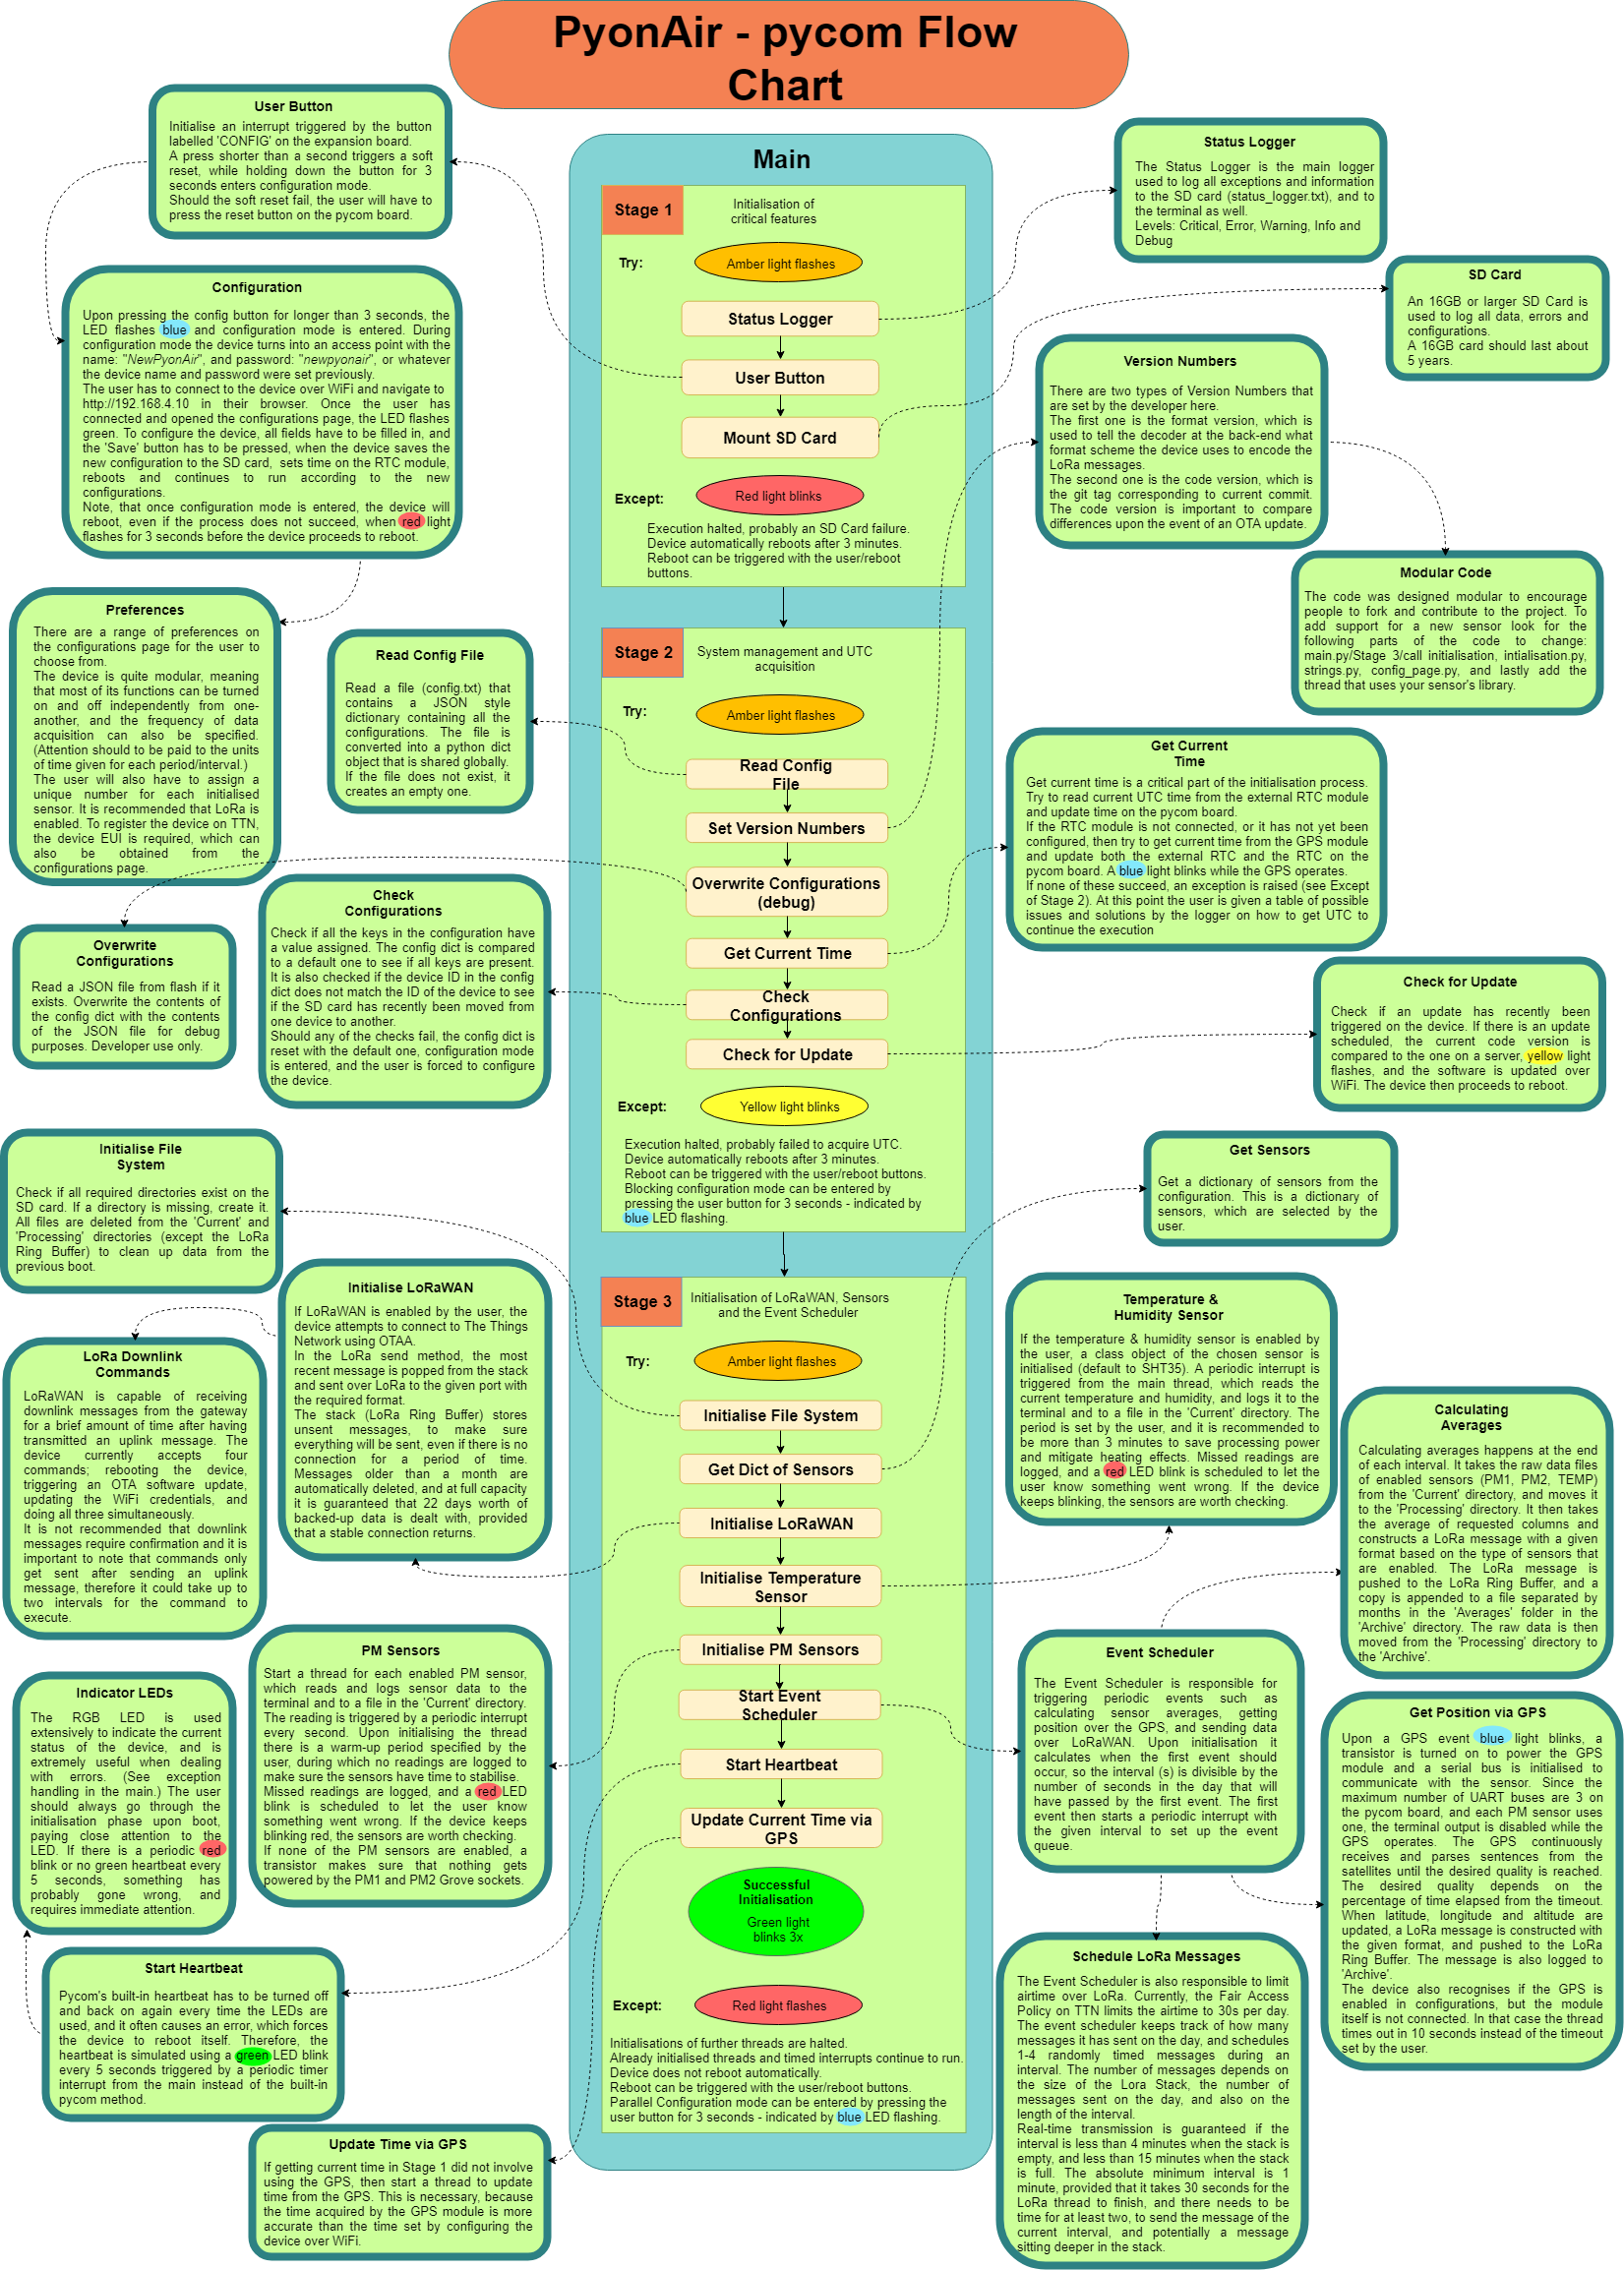 PyonAir - pycom Flow
Chart
User Button
Initialise an interrupt triggered by the button
labelled 'CONFIG' on the expansion board.
A press shorter than a second triggers a soft
reset, while holding down the button for 3
seconds enters configuration mode.
Should the soft reset fail, the user will have to
press the reset button on the pycom board.
Configuration
Upon pressing the config button for longer than 3 seconds, the
LED flashes blue and configuration mode is entered. During
configuration mode the device turns into an access point with the
name: "NewPyonAir", and password: "newpyonair", or whatever
the device name and password were set previously.
The user has to connect to the device over WiFi and navigate to
http://192.168.4.10 in their browser. Once the user has
connected and opened the configurations page, the LED flashes
green. To configure the device, all fields have to be filled in, and
the 'Save' button has to be pressed, when the device saves the
new configuration to the SD card, sets time on the RTC module,
reboots and continues to run according to the new
configurations.
Note, that once configuration mode is entered, the device will
reboot, even if the process does not succeed, when red light
flashes for 3 seconds before the device proceeds to reboot.
Preferences
There are a range of preferences on
the configurations page for the user to
choose from.
The device is quite modular, meaning
that most of its functions can be turned
on and off independently from one-
another, and the frequency of data
acquisition can also be specified.
(Attention should to be paid to the units
of time given for each period/interval.)
The user will also have to assign a
unique number for each initialised
sensor. It is recommended that LoRa is
enabled. To register the device on TTN,
the device EUI is required, which can
also be obtained from the
configurations page.
Read Config File
Read a file (config.txt) that
contains a JSON style
dictionary containing all the
configurations. The file is
converted into a python dict
object that is shared globally.
If the file does not exist, it
creates an empty one.
Overwrite
Configurations
Read a JSON file from flash if it
exists. Overwrite the contents of
the config dict with the contents
of the JSON file for debug
purposes. Developer use only.
Check
Configurations
Check if all the keys in the configuration have
a value assigned. The config dict is compared
to a default one to see if all keys are present.
It is also checked if the device ID in the config
dict does not match the ID of the device to see
if the SD card has recently been moved from
one device to another.
Should any of the checks fail, the config dict is
reset with the default one, configuration mode
is entered, and the user is forced to configure
the device.
Initialise File
System
Check if all required directories exist on the
SD card. If a directory is missing, create it.
All files are deleted from the 'Current' and
'Processing' directories (except the LoRa
Ring Buffer) to clean up data from the
previous boot.
Initialise LoRaWAN
If LoRaWAN is enabled by the user, the
device attempts to connect to The Things
Network using OTAA.
In the LoRa send method, the most
recent message is popped from the stack
and sent over LoRa to the given port with
the required format.
The stack (LoRa Ring Buffer) stores
unsent messages, to make sure
everything will be sent, even if there is no
connection for a period of time.
Messages older than a month are
automatically deleted, and at full capacity
it is guaranteed that 22 days worth of
backed-up data is dealt with, provided
that a stable connection returns.
LoRa Downlink
Commands
LoRaWAN is capable of receiving
downlink messages from the gateway
for a brief amount of time after having
transmitted an uplink message. The
device currently accepts four
commands; rebooting the device,
triggering an OTA software update,
updating the WiFi credentials, and
doing all three simultaneously.
It is not recommended that downlink
messages require confirmation and it is
important to note that commands only
get sent after sending an uplink
message, therefore it could take up to
two intervals for the command to
execute.
PM Sensors
Start a thread for each enabled PM sensor,
which reads and logs sensor data to the
terminal and to a file in the 'Current' directory.
The reading is triggered by a periodic interrupt
every second. Upon initialising the thread
there is a warm-up period specified by the
user, during which no readings are logged to
make sure the sensors have time to stabilise.
Missed readings are logged, and a red LED
blink is scheduled to let the user know
something went wrong. If the device keeps
blinking red, the sensors are worth checking.
If none of the PM sensors are enabled, a
transistor makes sure that nothing gets
powered by the PM1 and PM2 Grove sockets.
Indicator LEDs
The RGB LED is used
extensively to indicate the current
status of the device, and is
extremely useful when dealing
with errors. (See exception
handling in the main.) The user
should always go through the
initialisation phase upon boot,
paying close attention to the
LED. If there is a periodic red
blink or no green heartbeat every
5 seconds, something has
probably gone wrong, and
requires immediate attention.
Start Heartbeat
Pycom's built-in heartbeat has to be turned off
and back on again every time the LEDs are
used, and it often causes an error, which forces
the device to reboot itself. Therefore, the
heartbeat is simulated using a green LED blink
every 5 seconds triggered by a periodic timer
interrupt from the main instead of the built-in
pycom method.
Update Time via GPS
If getting current time in Stage 1 did not involve
using the GPS, then start a thread to update
time from the GPS. This is necessary, because
the time acquired by the GPS module is more
accurate than the time set by configuring the
device over WiFi.
Main
Stage 1
Initialisation of
critical features
Try:
Amber light flashes
Status Logger
User Button
Mount SD Card
Except:
Red light blinks
Execution halted, probably an SD Card failure.
Device automatically reboots after 3 minutes.
Reboot can be triggered with the user/reboot
buttons.
Stage 2
System management and UTC
acquisition
Try:
Amber light flashes
Read Config
File
Set Version Numbers
Overwrite Configurations
(debug)
Get Current Time
Check
Configurations
Check for Update
Except:
Yellow light blinks
Execution halted, probably failed to acquire UTC.
Device automatically reboots after 3 minutes.
Reboot can be triggered with the user/reboot buttons.
Blocking configuration mode can be entered by
pressing the user button for 3 seconds - indicated by
blue LED flashing.
Stage 3
Initialisation of LoRaWAN, Sensors
and the Event Scheduler
Try:
Amber light flashes
Initialise File System
Get Dict of Sensors
Initialise LoRaWAN
Initialise Temperature
Sensor
Initialise PM Sensors
Start Event
Scheduler
Start Heartbeat
Update Current Time via
GPS
Successful
Initialisation
Green light
blinks 3x
Except:
Red light flashes
Initialisations of further threads are halted.
Already initialised threads and timed interrupts continue to run.
Device does not reboot automatically.
Reboot can be triggered with the user/reboot buttons.
Parallel Configuration mode can be entered by pressing the
user button for 3 seconds - indicated by blue LED flashing.
Status Logger
The Status Logger is the main logger
used to log all exceptions and information
to the SD card (status_logger.txt), and to
the terminal as well.
Levels: Critical, Error, Warning, Info and
Debug
SD Card
An 16GB or larger SD Card is
used to log all data, errors and
configurations.
A 16GB card should last about
5 years.
Version Numbers
There are two types of Version Numbers that
are set by the developer here.
The first one is the format version, which is
used to tell the decoder at the back-end what
format scheme the device uses to encode the
LoRa messages.
The second one is the code version, which is
the git tag corresponding to current commit.
The code version is important to compare
differences upon the event of an OTA update.
Modular Code
The code was designed modular to encourage
people to fork and contribute to the project. To
add support for a new sensor look for the
following parts of the code to change:
main.py/Stage 3/call initialisation, intialisation.py,
strings.py, config_page.py, and lastly add the
thread that uses your sensor's library.
Get Current
Time
Get current time is a critical part of the initialisation process.
Try to read current UTC time from the external RTC module
and update time on the pycom board.
If the RTC module is not connected, or it has not yet been
configured, then try to get current time from the GPS module
and update both the external RTC and the RTC on the
pycom board. A blue light blinks while the GPS operates.
If none of these succeed, an exception is raised (see Except
of Stage 2). At this point the user is given a table of possible
issues and solutions by the logger on how to get UTC to
continue the execution
Check for Update
Check if an update has recently been
triggered on the device. If there is an update
scheduled, the current code version is
compared to the one on a server, yellow light
flashes, and the software is updated over
WiFi. The device then proceeds to reboot.
Get Sensors
Get a dictionary of sensors from the
configuration. This is a dictionary of
sensors, which are selected by the
user.
Temperature &
Humidity Sensor
If the temperature & humidity sensor is enabled by
the user, a class object of the chosen sensor is
initialised (default to SHT35). A periodic interrupt is
triggered from the main thread, which reads the
current temperature and humidity, and logs it to the
terminal and to a file in the 'Current' directory. The
period is set by the user, and it is recommended to
be more than 3 minutes to save processing power
and mitigate heating effects. Missed readings are
logged, and a red LED blink is scheduled to let the
user know something went wrong. If the device
keeps blinking, the sensors are worth checking.
Calculating
Averages
Calculating averages happens at the end
of each interval. It takes the raw data files
of enabled sensors (PM1, PM2, TEMP)
from the 'Current' directory, and moves it
to the 'Processing' directory. It then takes
the average of requested columns and
constructs a LoRa message with a given
format based on the type of sensors that
are enabled. The LoRa message is
pushed to the LoRa Ring Buffer, and a
copy is appended to a file separated by
months in the 'Averages' folder in the
'Archive' directory. The raw data is then
moved from the 'Processing' directory to
the 'Archive'.
Event Scheduler
The Event Scheduler is responsible for
triggering periodic events such as
calculating sensor averages, getting
position over the GPS, and sending data
over LoRaWAN. Upon initialisation it
calculates when the first event should
occur, so the interval (s) is divisible by the
number of seconds in the day that will
have passed by the first event. The first
event then starts a periodic interrupt with
the given interval to set up the event
queue.
Get Position via GPS
Upon a GPS event blue light blinks, a
transistor is turned on to power the GPS
module and a serial bus is initialised to
communicate with the sensor. Since the
maximum number of UART buses are 3 on
the pycom board, and each PM sensor uses
one, the terminal output is disabled while the
GPS operates. The GPS continuously
receives and parses sentences from the
satellites until the desired quality is reached.
The desired quality depends on the
percentage of time elapsed from the timeout.
When latitude, longitude and altitude are
updated, a LoRa message is constructed with
the given format, and pushed to the LoRa
Ring Buffer. The message is also logged to
'Archive'.
The device also recognises if the GPS is
enabled in configurations, but the module
itself is not connected. In that case the thread
times out in 10 seconds instead of the timeout
set by the user.
Schedule LoRa Messages
The Event Scheduler is also responsible to limit
airtime over LoRa. Currently, the Fair Access
Policy on TTN limits the airtime to 30s per day.
The event scheduler keeps track of how many
messages it has sent on the day, and schedules
1-4 randomly timed messages during an
interval. The number of messages depends on
the size of the Lora Stack, the number of
messages sent on the day, and also on the
length of the interval.
Real-time transmission is guaranteed if the
interval is less than 4 minutes when the stack is
empty, and less than 15 minutes when the stack
is full. The absolute minimum interval is 1
minute, provided that it takes 30 seconds for the
LoRa thread to finish, and there needs to be
time for at least two, to send the message of the
current interval, and potentially a message
sitting deeper in the stack.